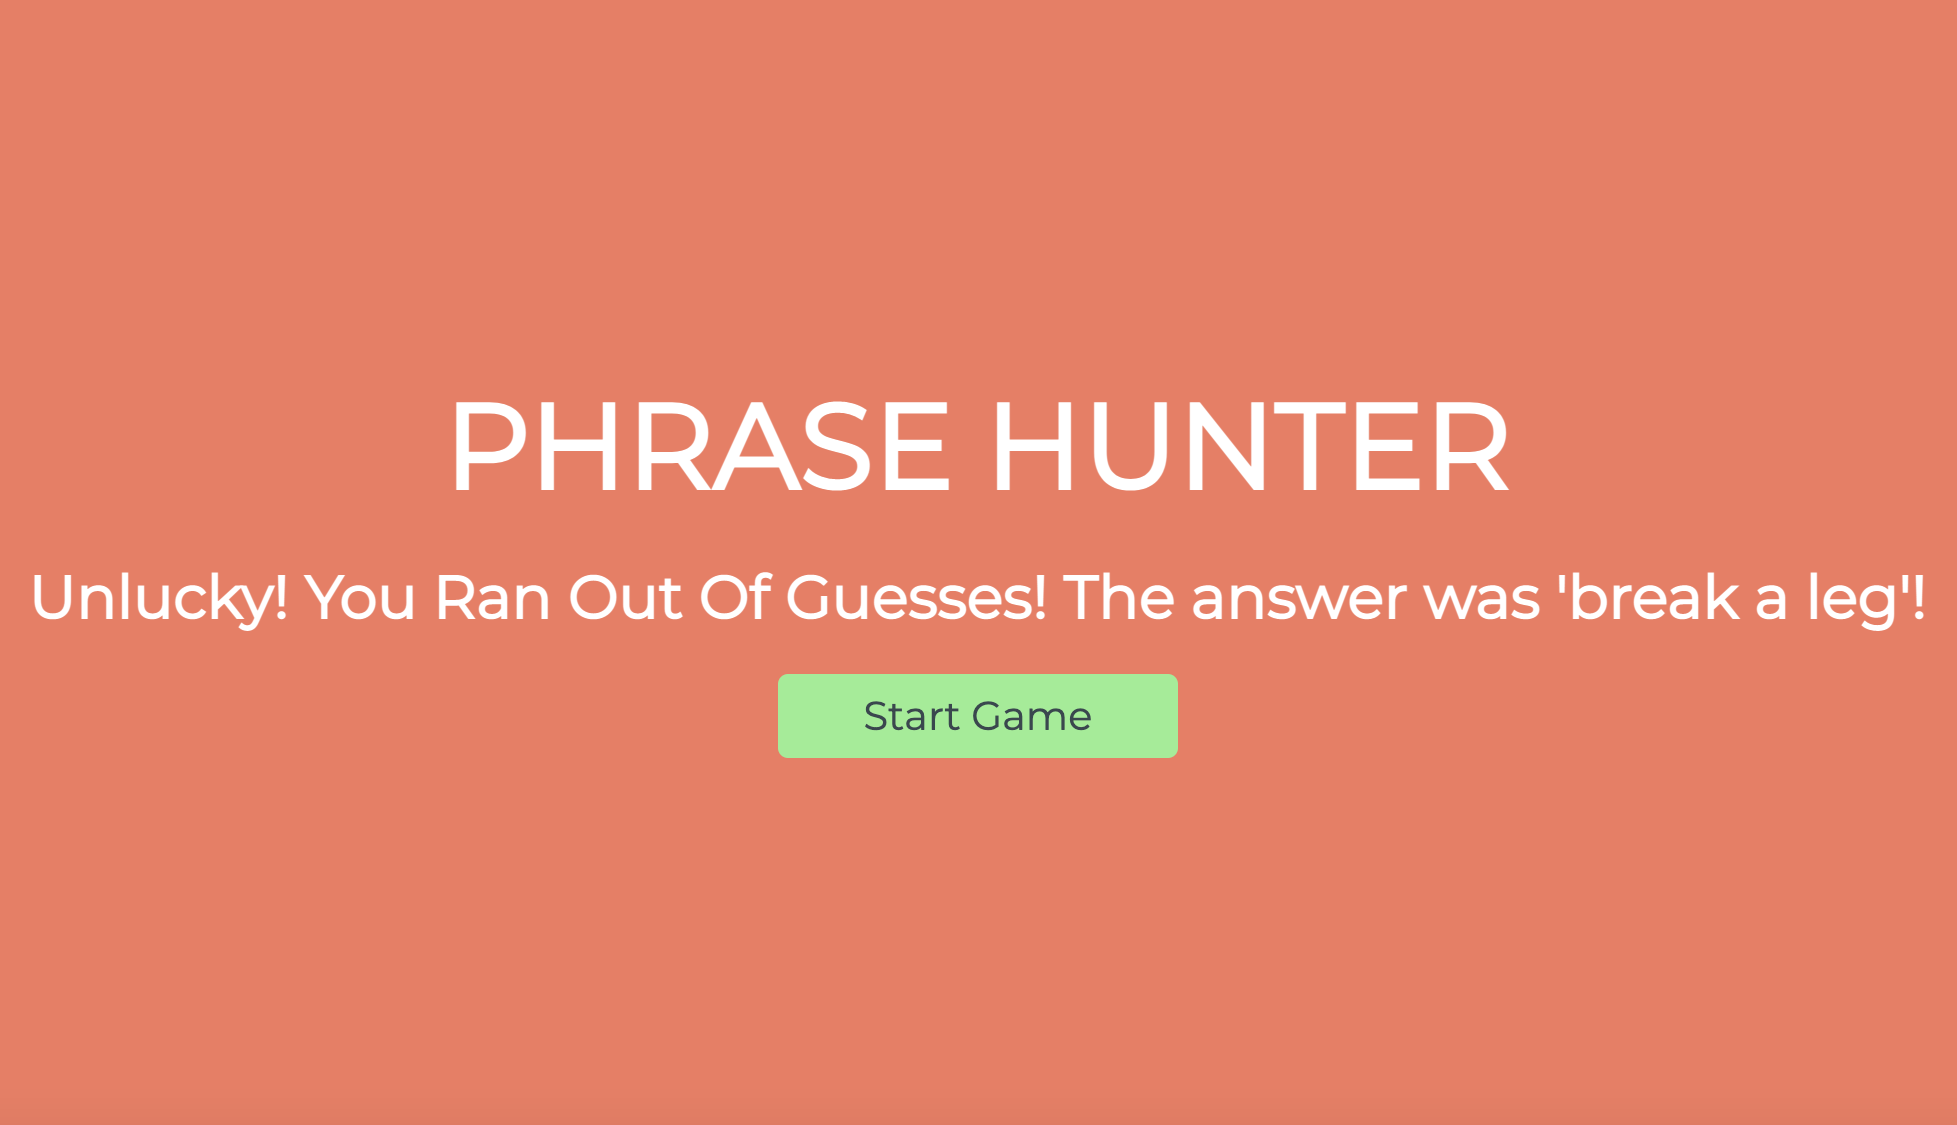 PHRASE HUNTER
Unlucky! You Ran Out Of Guesses! The answer was 'break a leg'!
Start Game